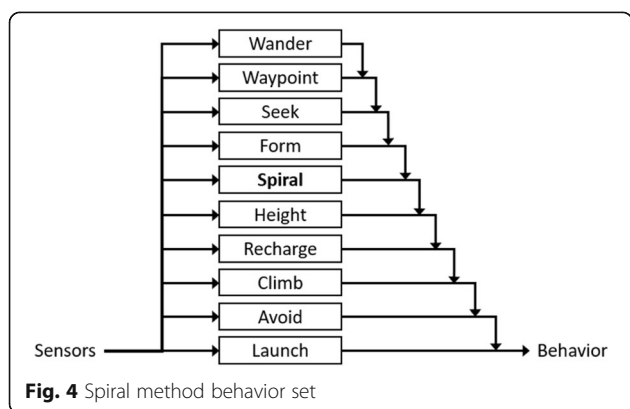 Wander
Waypoint
Seek
Form
Spiral
Height
Recharge
Climb
Avoid
Sensors Launch Behavior
Fig. 4 Spiral method behavior set